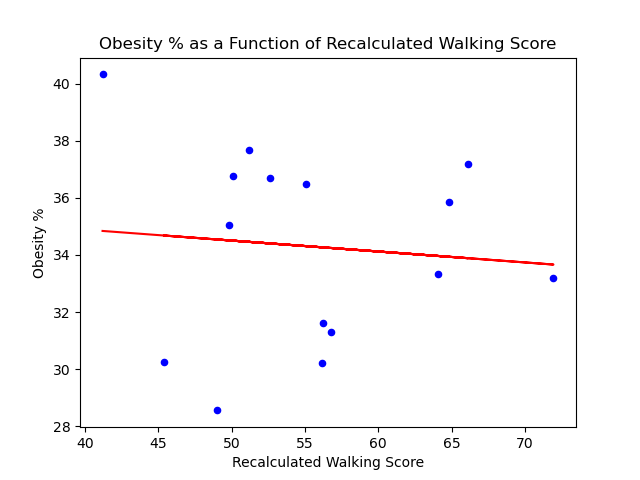 Obesity % as a Function of Recalculated Walking Score
40
38
36
34
32
30
28
Obesity %
40 45 50 55 60 65 70
Recalculated Walking Score